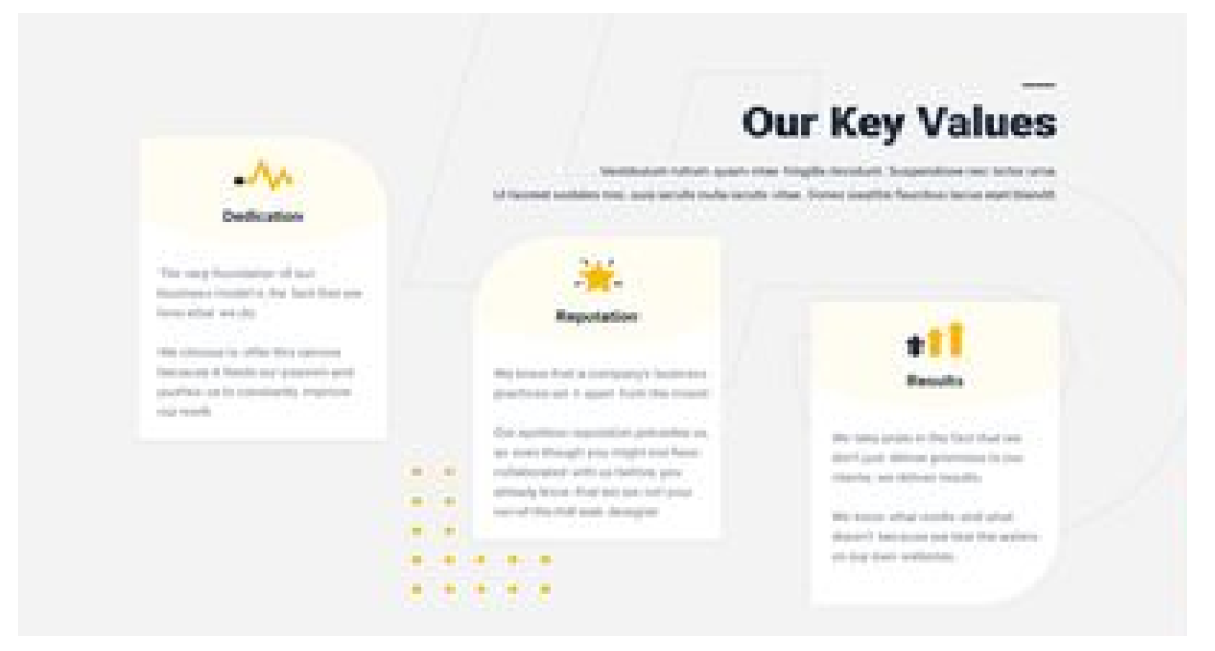 Our Key Values
Vestibulum rutrum quam vitae fringilla tincidunt. Suspendisse nec tortor urna
Ut laoreet sodales nisi, quis iaculis nulla iaculis vitae. Donec sagittis faucibus lacus eget blandit
Dedication
The very foundation of our
business model is the fact that we
love what we do.
We choose to offer this service
because it feeds our passion and
pushes us to constantly improve
our work.
Reputation
We know that a company's business
practices set it apart from the crowd.
Our spotless reputation precedes us,
so even though you might not have
collaborated with us before, you
already know that we are not your
run-of-the-mill web designer.
Results
We take pride in the fact that we
don't just deliver promises to our
clients, we deliver results.
We know what works and what
doesn't because we test the waters
on our own websites.